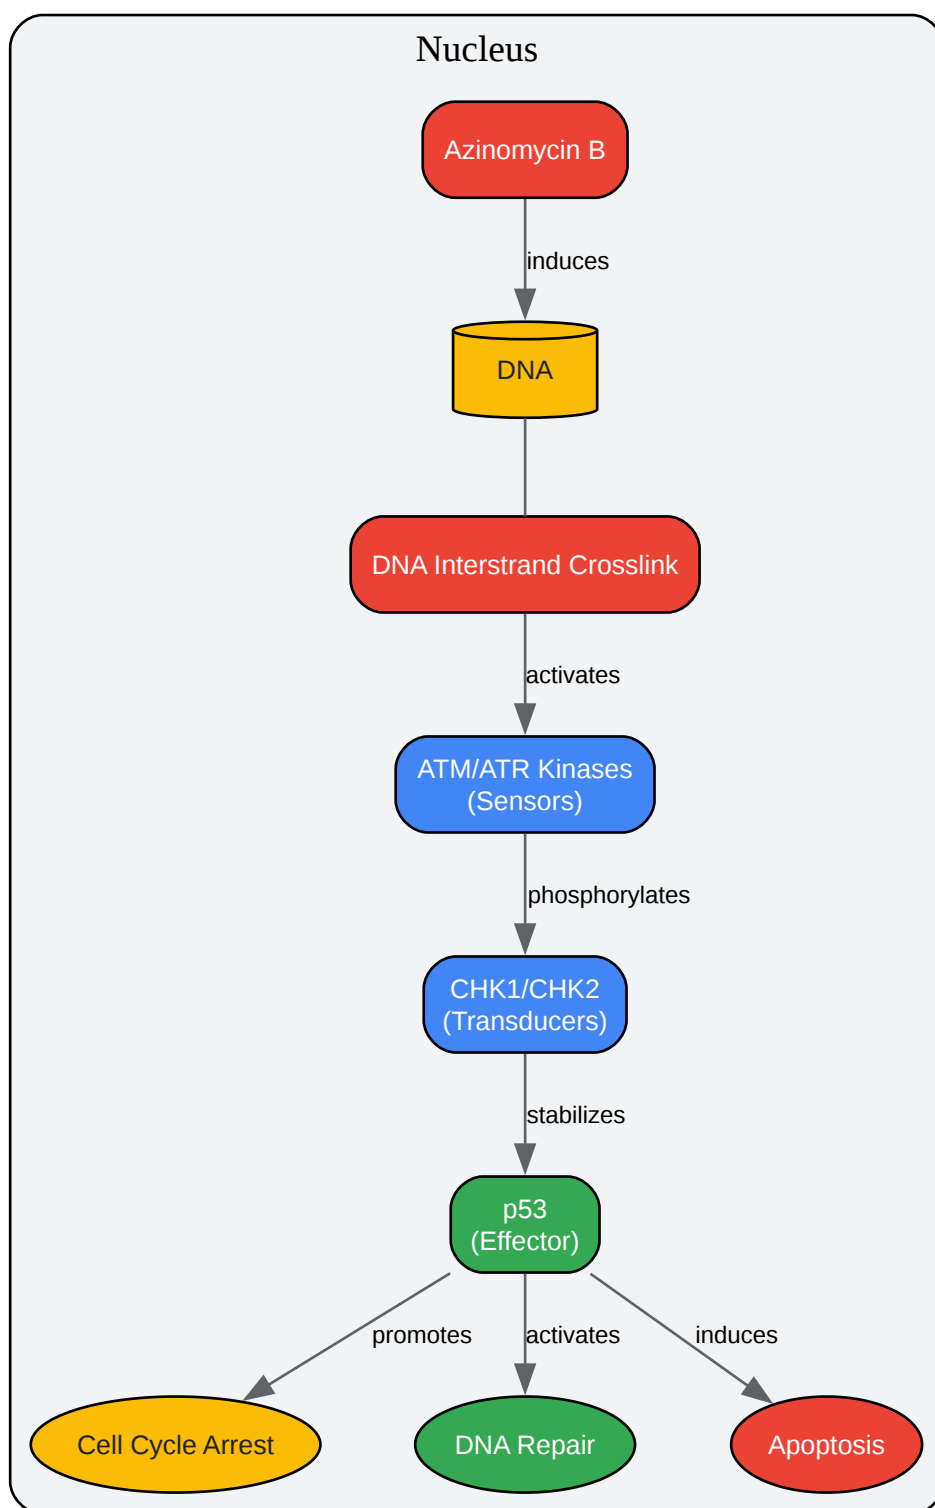 Nucleus
Azinomycin B
induces
DNA
DNA Interstrand Crosslink
activates
ATM/ATR Kinases
(Sensors)
phosphorylates
CHK1/CHK2
(Transducers)
stabilizes
p53
(Effector)
promotes
activates
induces
Cell Cycle Arrest
DNA Repair
Apoptosis